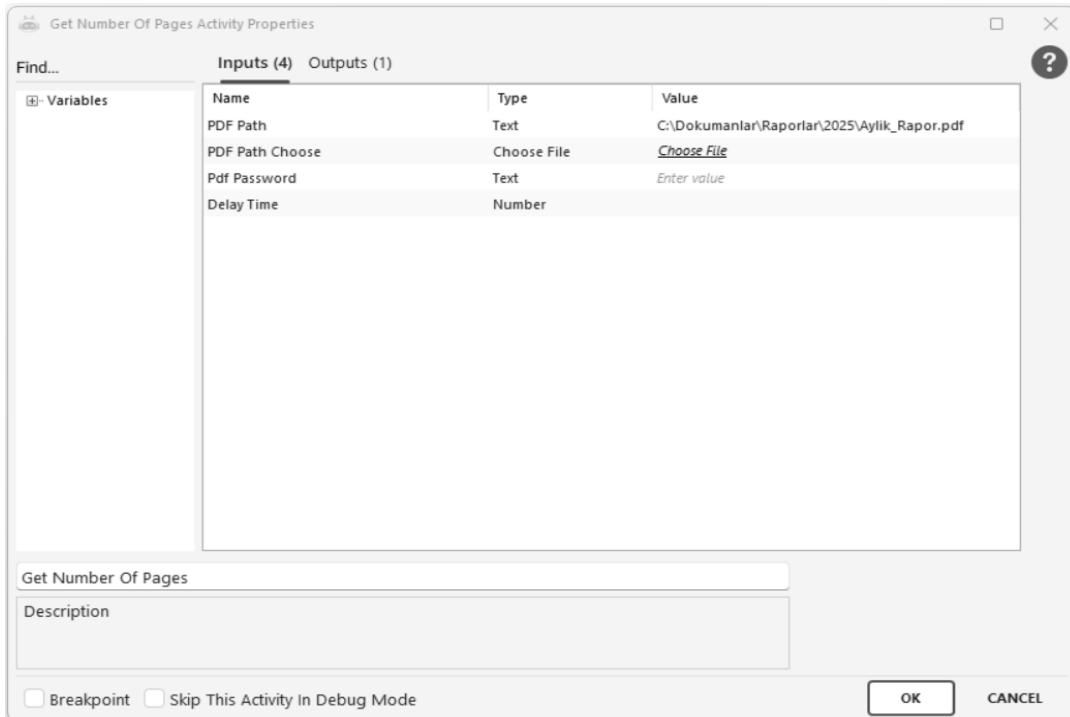 Get Number Of Pages Activity Properties
Find...
Inputs (4) Outputs (1)
?
Variables
Name Type Value
PDF Path Text C:\Dokumanlar\Raporlar\2025\Aylik_Rapor.pdf
PDF Path Choose Choose File Choose File
Pdf Password Text Enter value
Delay Time Number
Get Number Of Pages
Description
Breakpoint Skip This Activity In Debug Mode OK CANCEL